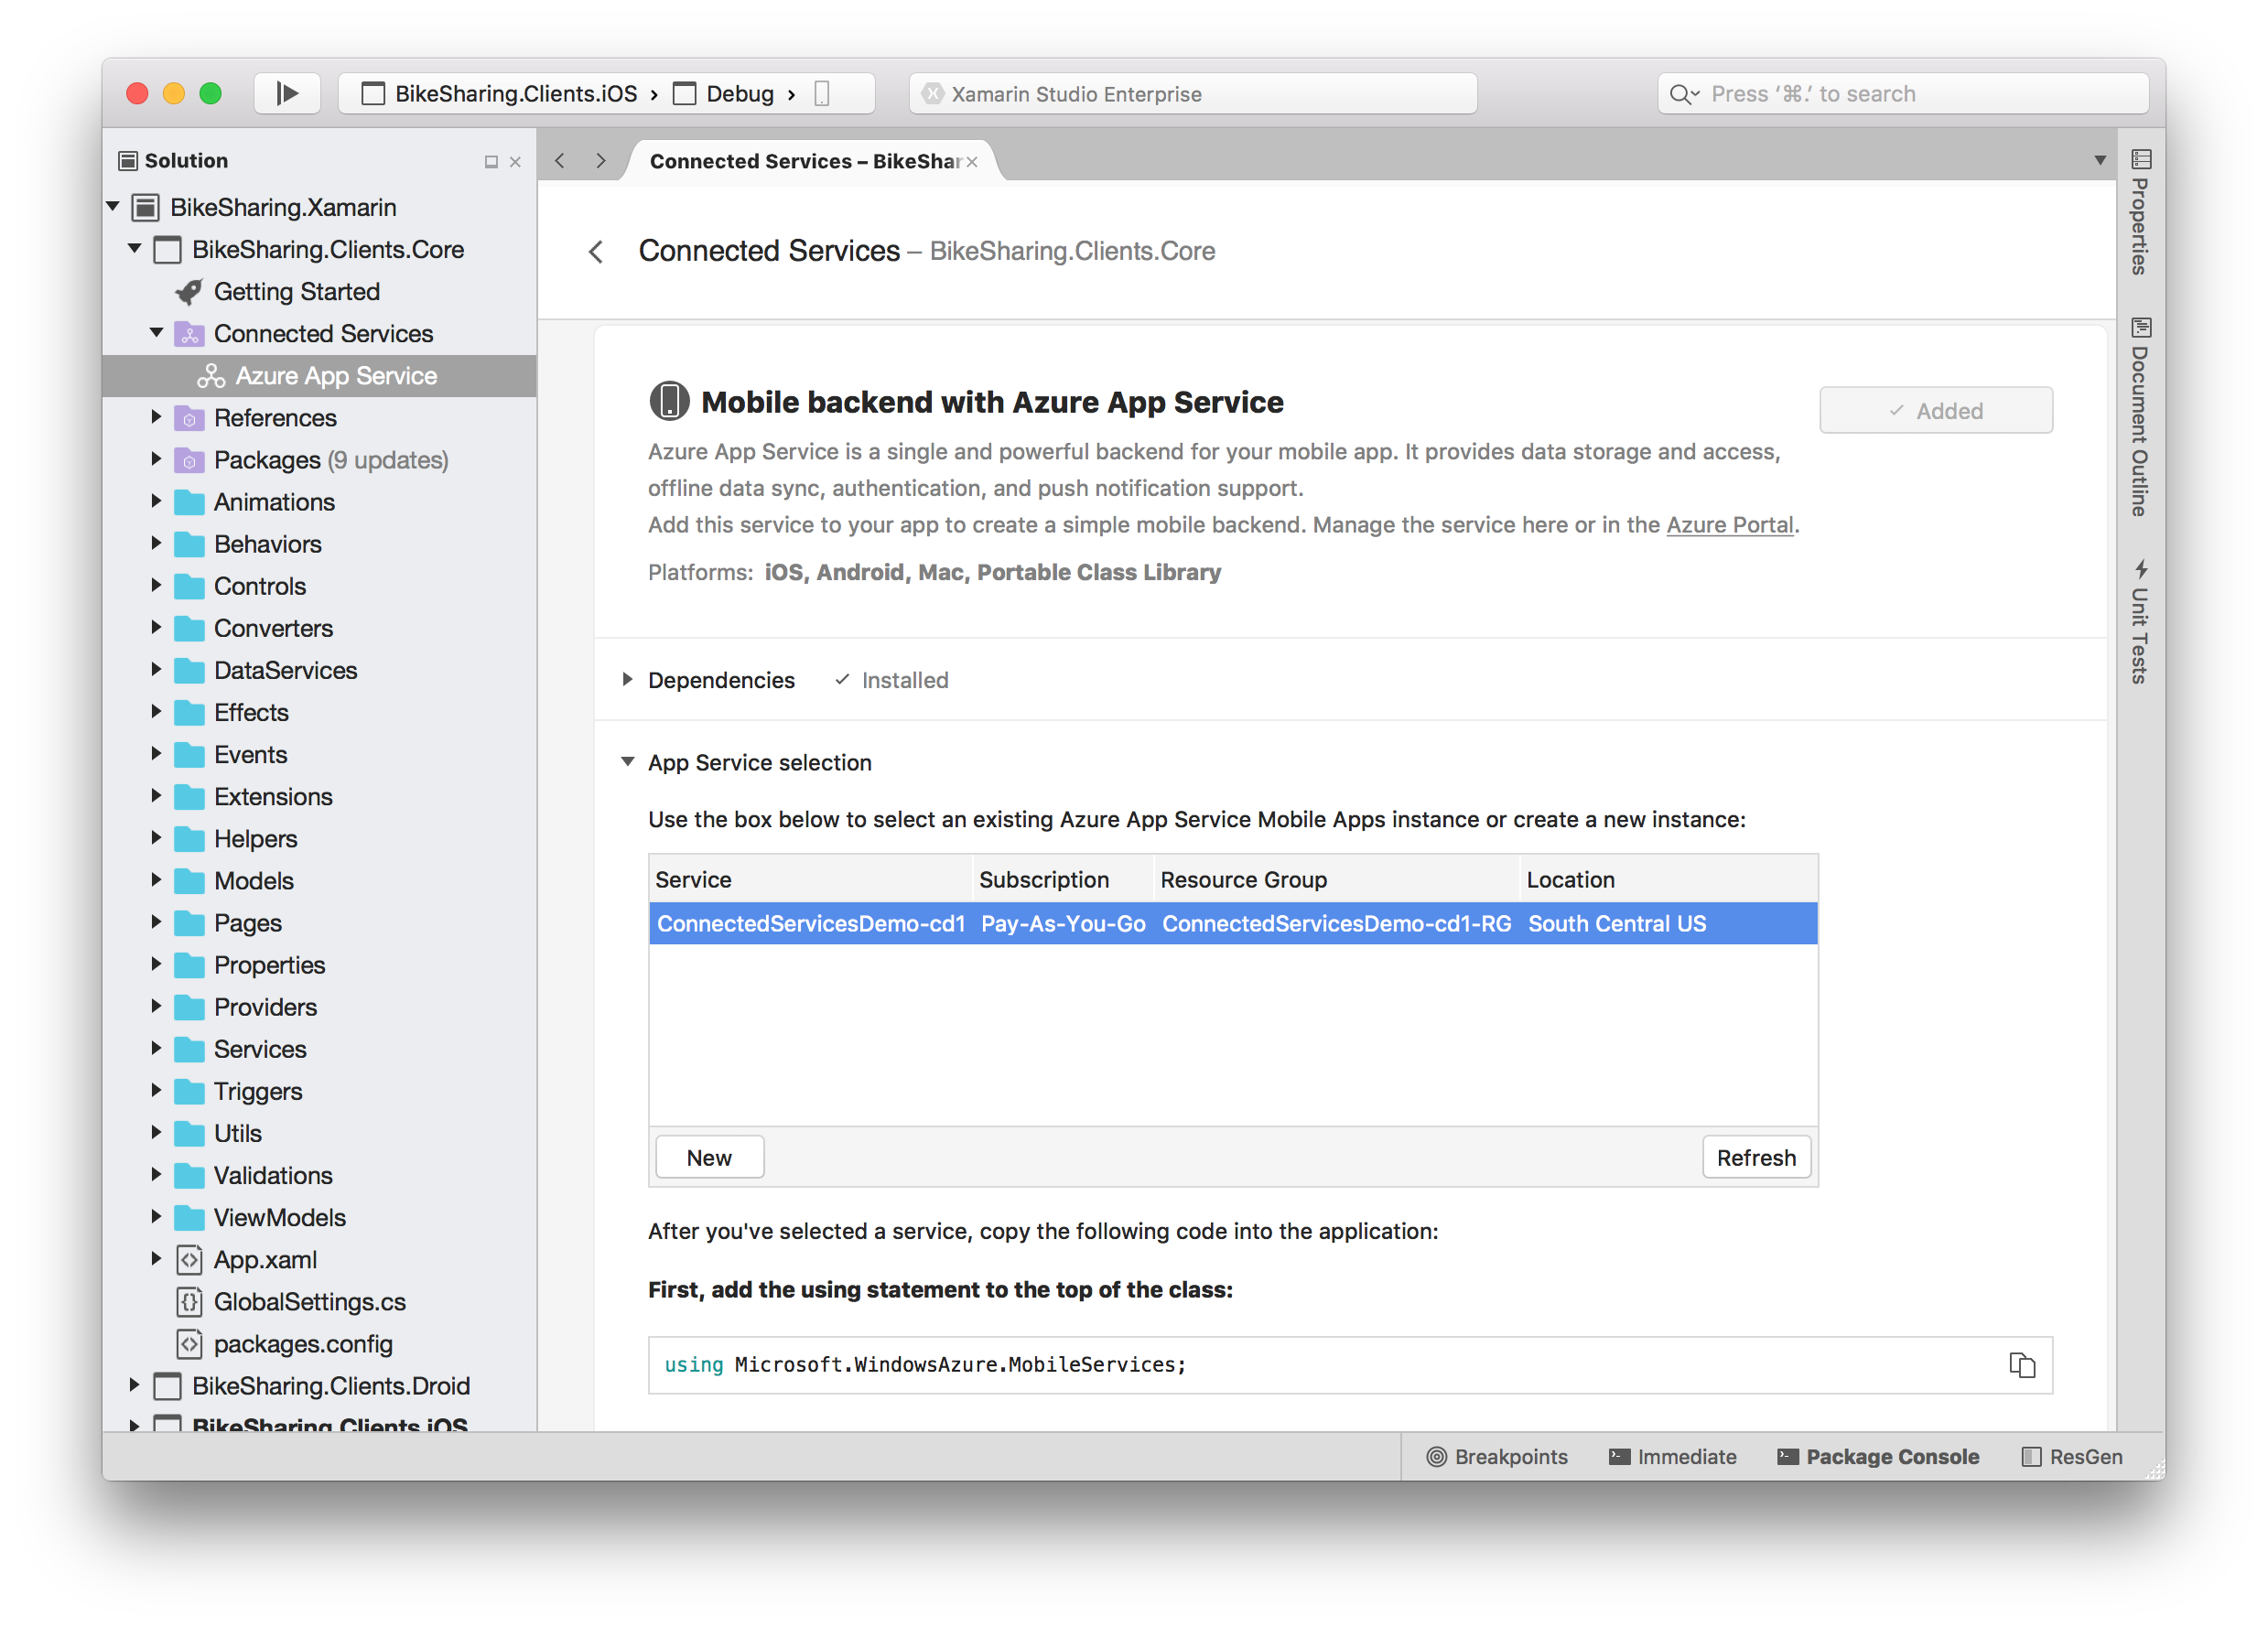 BikeSharing.Clients.iOS › Debug ›
Xamarin Studio Enterprise
Press ‘⌘.’ to search
Solution
BikeSharing.Xamarin
BikeSharing.Clients.Core
Getting Started
Connected Services
Azure App Service
References
Packages (9 updates)
Animations
Behaviors
Controls
Converters
DataServices
Effects
Events
Extensions
Helpers
Models
Pages
Properties
Providers
Services
Triggers
Utils
Validations
ViewModels
App.xaml
GlobalSettings.cs
packages.config
BikeSharing.Clients.Droid
BikeSharing.Clients.iOS
Connected Services – BikeShar
Connected Services – BikeSharing.Clients.Core
Mobile backend with Azure App Service
Added
Azure App Service is a single and powerful backend for your mobile app. It provides data storage and access,
offline data sync, authentication, and push notification support.
Add this service to your app to create a simple mobile backend. Manage the service here or in the Azure Portal.
Platforms: iOS, Android, Mac, Portable Class Library
Dependencies ✓ Installed
App Service selection
Use the box below to select an existing Azure App Service Mobile Apps instance or create a new instance:
Service Subscription Resource Group Location
ConnectedServicesDemo-cd1 Pay-As-You-Go ConnectedServicesDemo-cd1-RG South Central US
New Refresh
After you've selected a service, copy the following code into the application:
First, add the using statement to the top of the class:
using Microsoft.WindowsAzure.MobileServices;
Properties
Document Outline
Unit Tests
Breakpoints Immediate Package Console ResGen